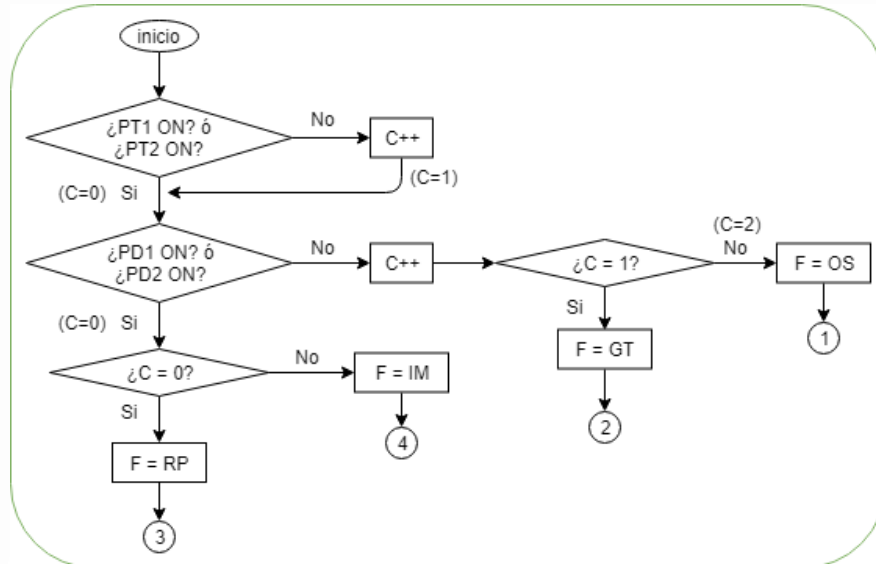 inicio
¿PT1 ON? ó
¿PT2 ON?
No
C++
(C=1)
(C=0) Si
¿PD1 ON? ó
¿PD2 ON?
No
C++
¿C = 1?
(C=2)
No
F = OS
1
Si
F = GT
2
(C=0) Si
¿C = 0?
No
F = IM
4
Si
F = RP
3